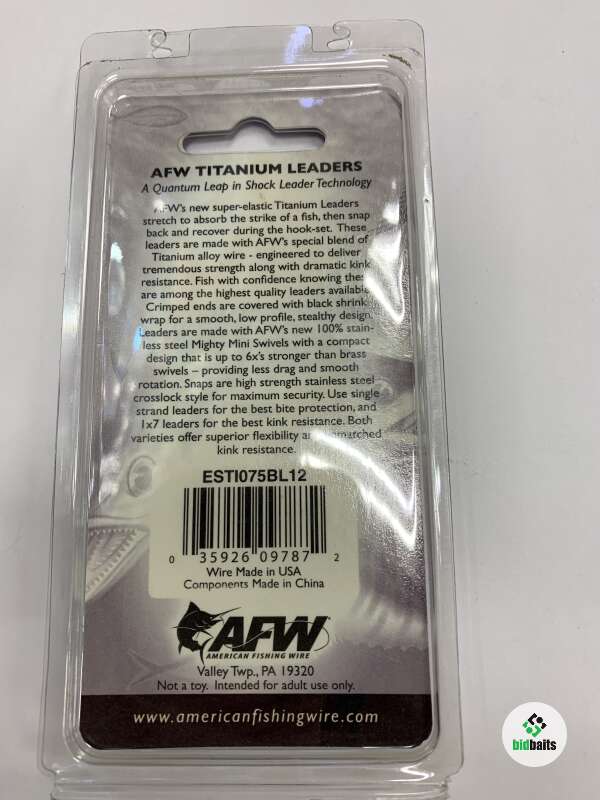 AFW TITANIUM LEADERS
A Quantum Leap in Shock Leader Technology
AFW's new super-elastic Titanium Leaders
stretch to absorb the strike of a fish, then snap
back and recover during the hook-set. These
leaders are made with AFW's special blend of
Titanium alloy wire - engineered to deliver
tremendous strength along with dramatic kink
resistance. Fish with confidence knowing these
are among the highest quality leaders available.
Crimped ends are covered with black shrink
wrap for a smooth, low profile, stealthy design.
Leaders are made with AFW's new 100% stain-
less steel Mighty Mini Swivels with a compact
design that is up to 6x's stronger than brass
swivels – providing less drag and smooth
rotation. Snaps are high strength stainless steel
crosslock style for maximum security. Use single
strand leaders for the best bite protection, and
1x7 leaders for the best kink resistance. Both
varieties offer superior flexibility and unmatched
kink resistance.
ESTI075BL12
0 35926 09787 2
Wire Made in USA
Components Made in China
AFW
AMERICAN FISHING WIRE
Valley Twp., PA 19320
Not a toy. Intended for adult use only.
www.americanfishingwire.com
bidbaits